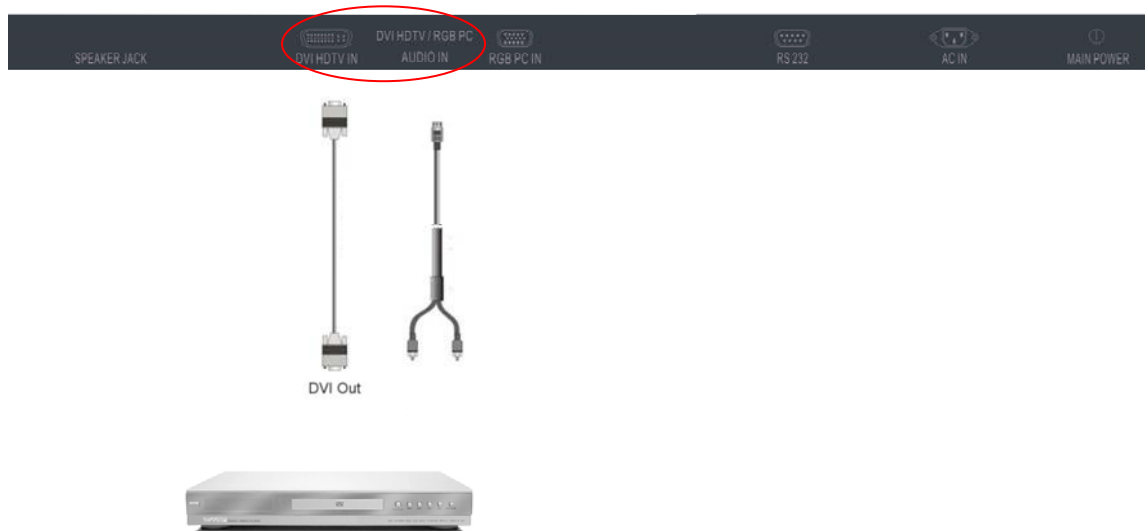 DVI HDTV / RGB PC
SPEAKER JACK DVI HDTV IN AUDIO IN RGB PC IN RS 232 AC IN MAIN POWER
DVI Out